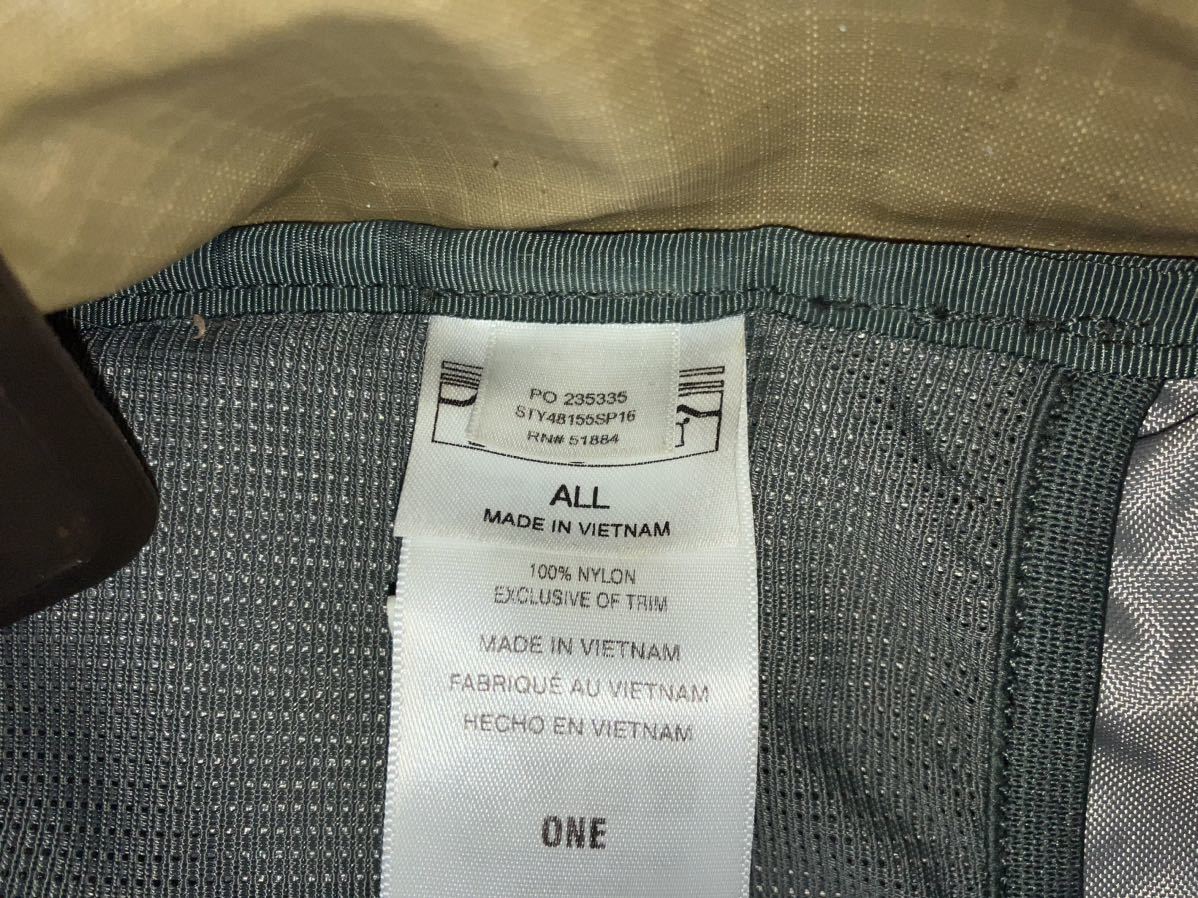 PO 235335
STY48155SP16
RN# 51884
ALL
MADE IN VIETNAM
100% NYLON
EXCLUSIVE OF TRIM
MADE IN VIETNAM
FABRIQUÉ AU VIETNAM
HECHO EN VIETNAM
ONE